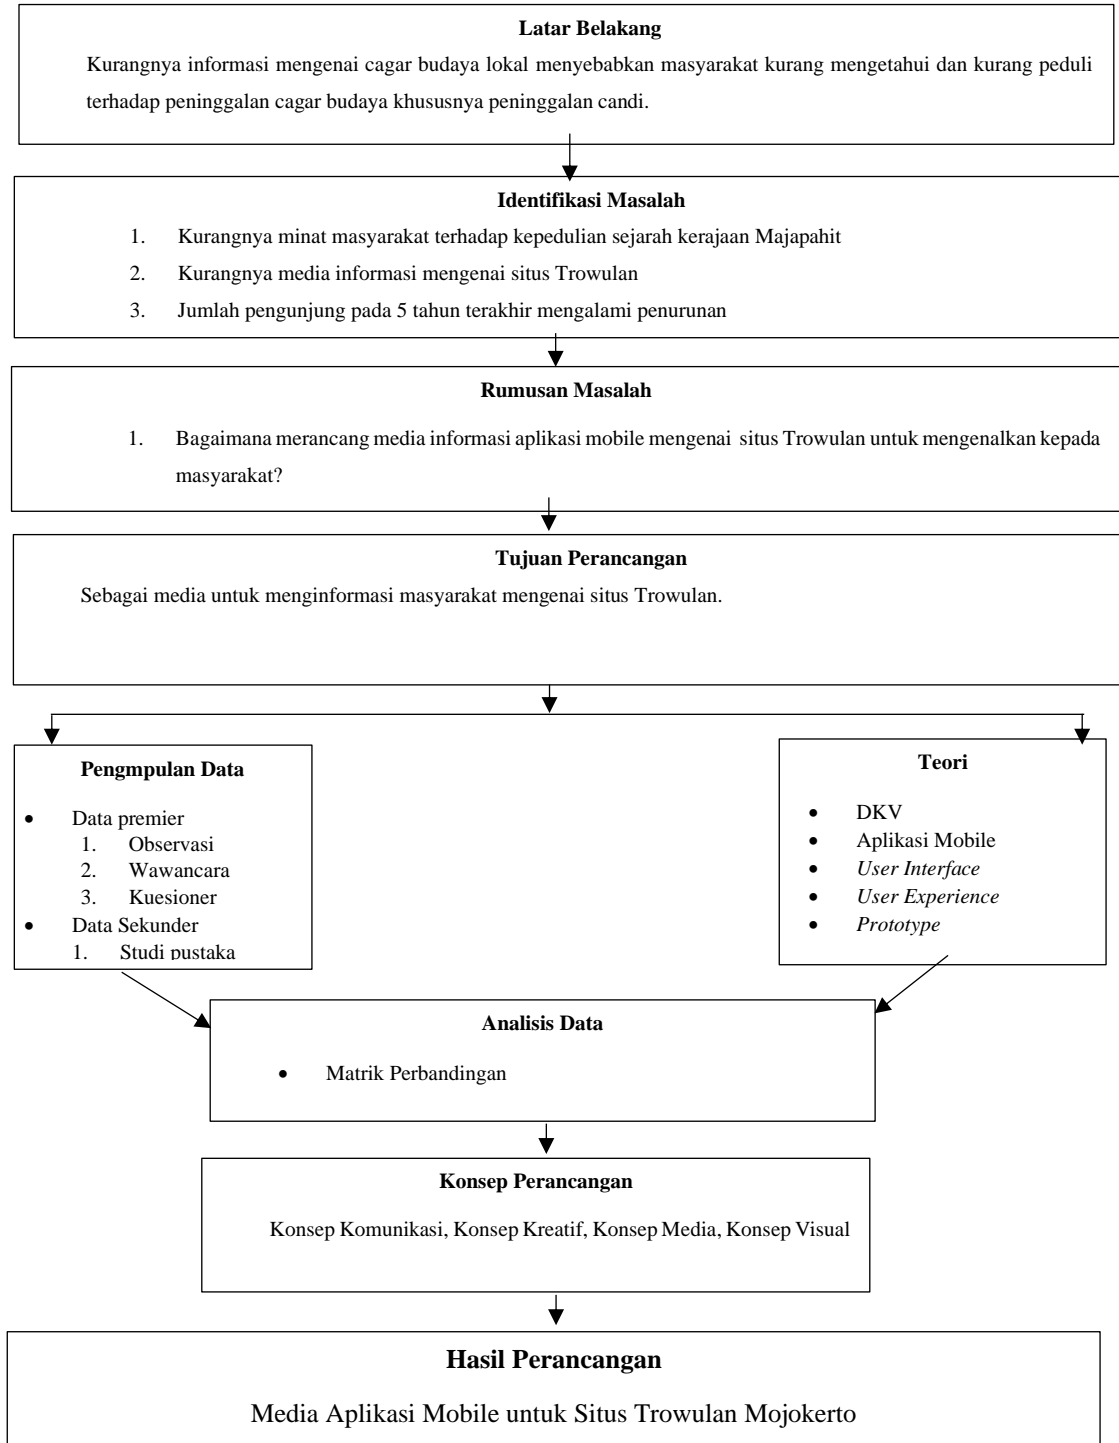 Latar Belakang
Kurangnya informasi mengenai cagar budaya lokal menyebabkan masyarakat kurang mengetahui dan kurang peduli
terhadap peninggalan cagar budaya khususnya peninggalan candi.
Identifikasi Masalah
1. Kurangnya minat masyarakat terhadap kepedulian sejarah kerajaan Majapahit
2. Kurangnya media informasi mengenai situs Trowulan
3. Jumlah pengunjung pada 5 tahun terakhir mengalami penurunan
Rumusan Masalah
1. Bagaimana merancang media informasi aplikasi mobile mengenai situs Trowulan untuk mengenalkan kepada
masyarakat?
Tujuan Perancangan
Sebagai media untuk menginformasi masyarakat mengenai situs Trowulan.
Pengmpulan Data
• Data premier
1. Observasi
2. Wawancara
3. Kuesioner
• Data Sekunder
1. Studi pustaka
Teori
• DKV
• Aplikasi Mobile
• User Interface
• User Experience
• Prototype
Analisis Data
• Matrik Perbandingan
Konsep Perancangan
Konsep Komunikasi, Konsep Kreatif, Konsep Media, Konsep Visual
Hasil Perancangan
Media Aplikasi Mobile untuk Situs Trowulan Mojokerto